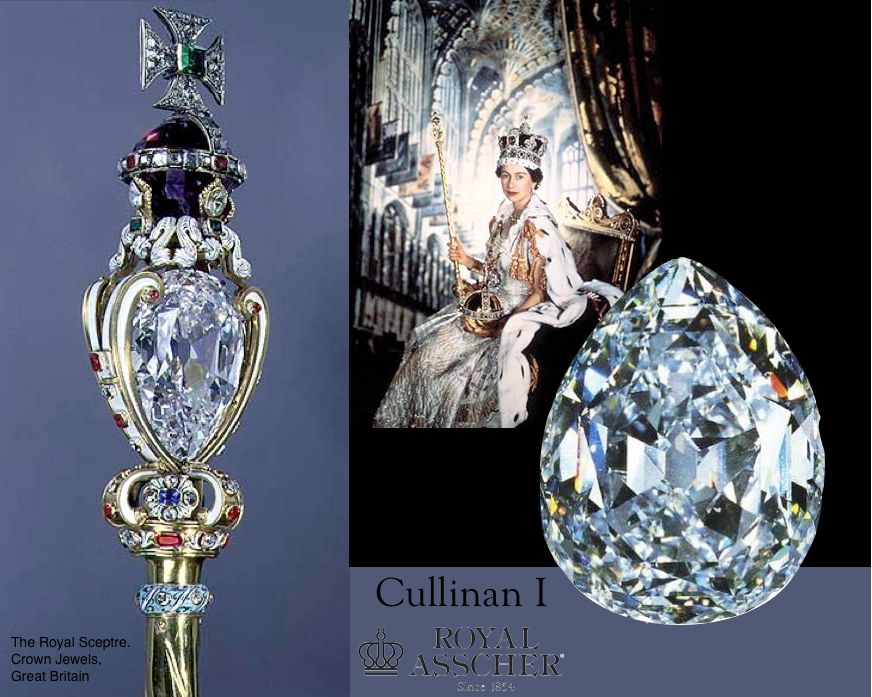 The Royal Sceptre.
Crown Jewels,
Great Britain
Cullinan I
ROYAL
ASSCHER®
Since 1854